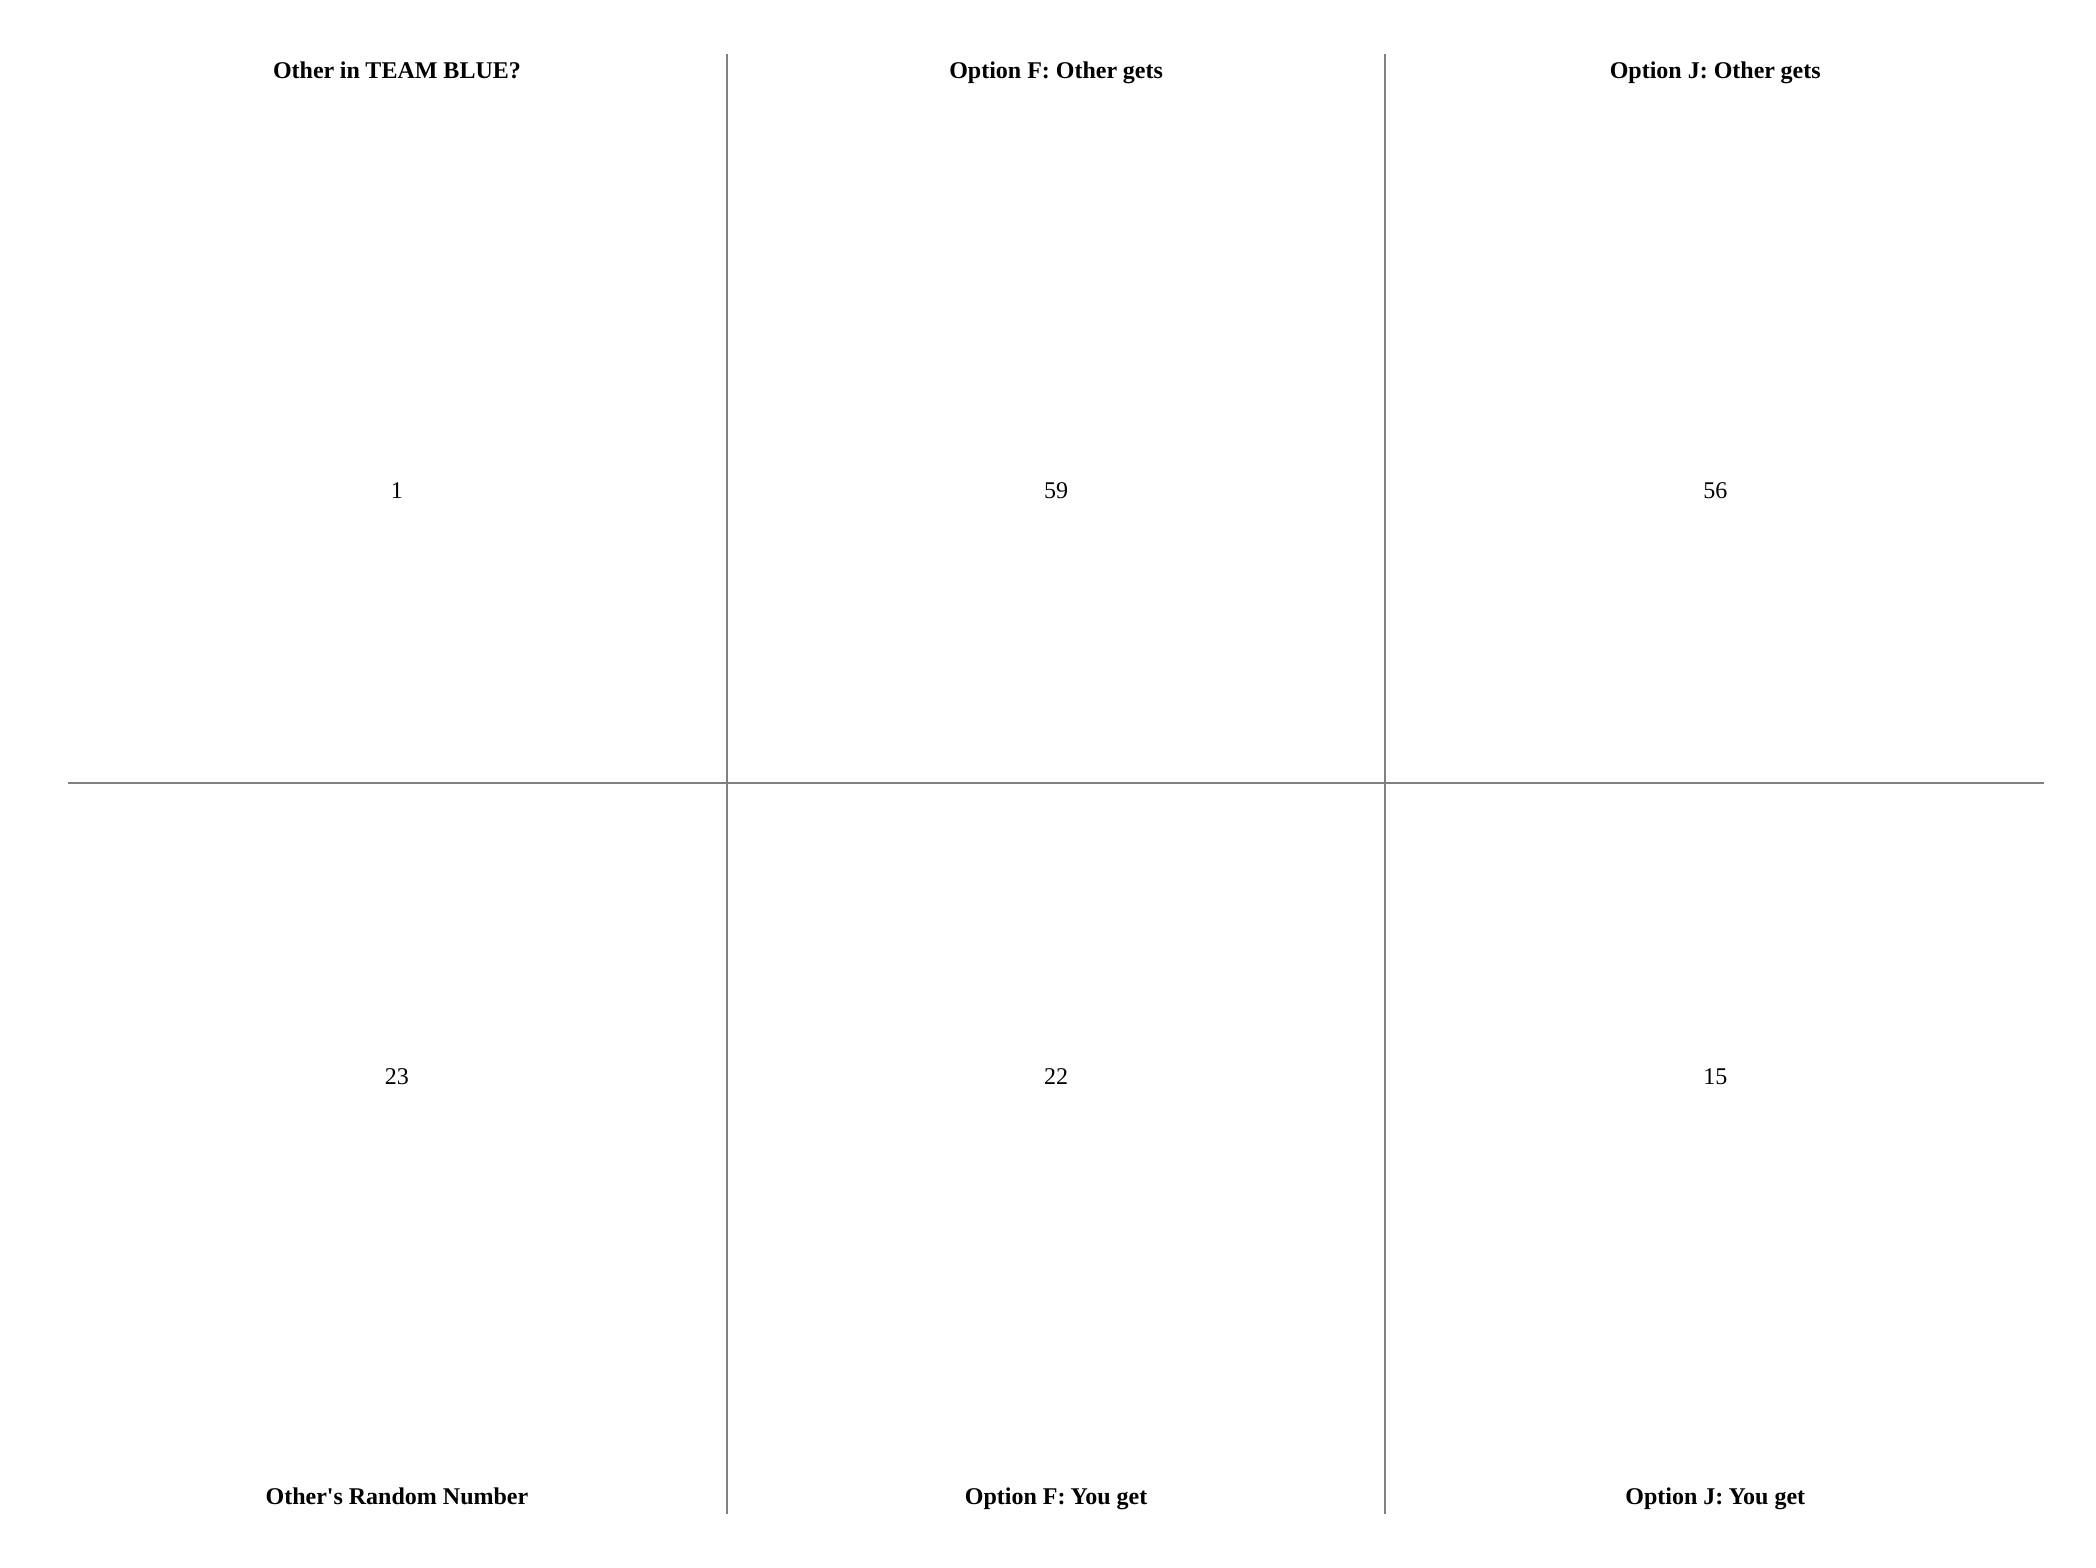 Other in TEAM BLUE?
Option F: Other gets
Option J: Other gets
1
59
56
23
22
15
Other's Random Number
Option F: You get
Option J: You get